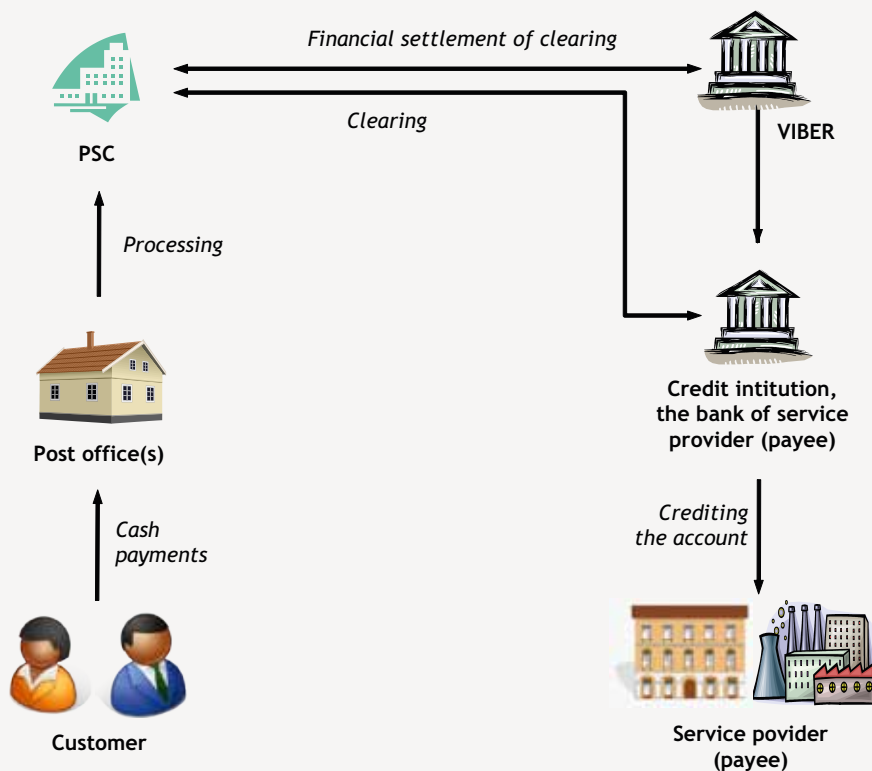 Financial settlement of clearing
Clearing
PSC
VIBER
Processing
Post office(s)
Credit intitution,
the bank of service
provider (payee)
Cash
payments
Crediting
the account
Customer
Service povider
(payee)